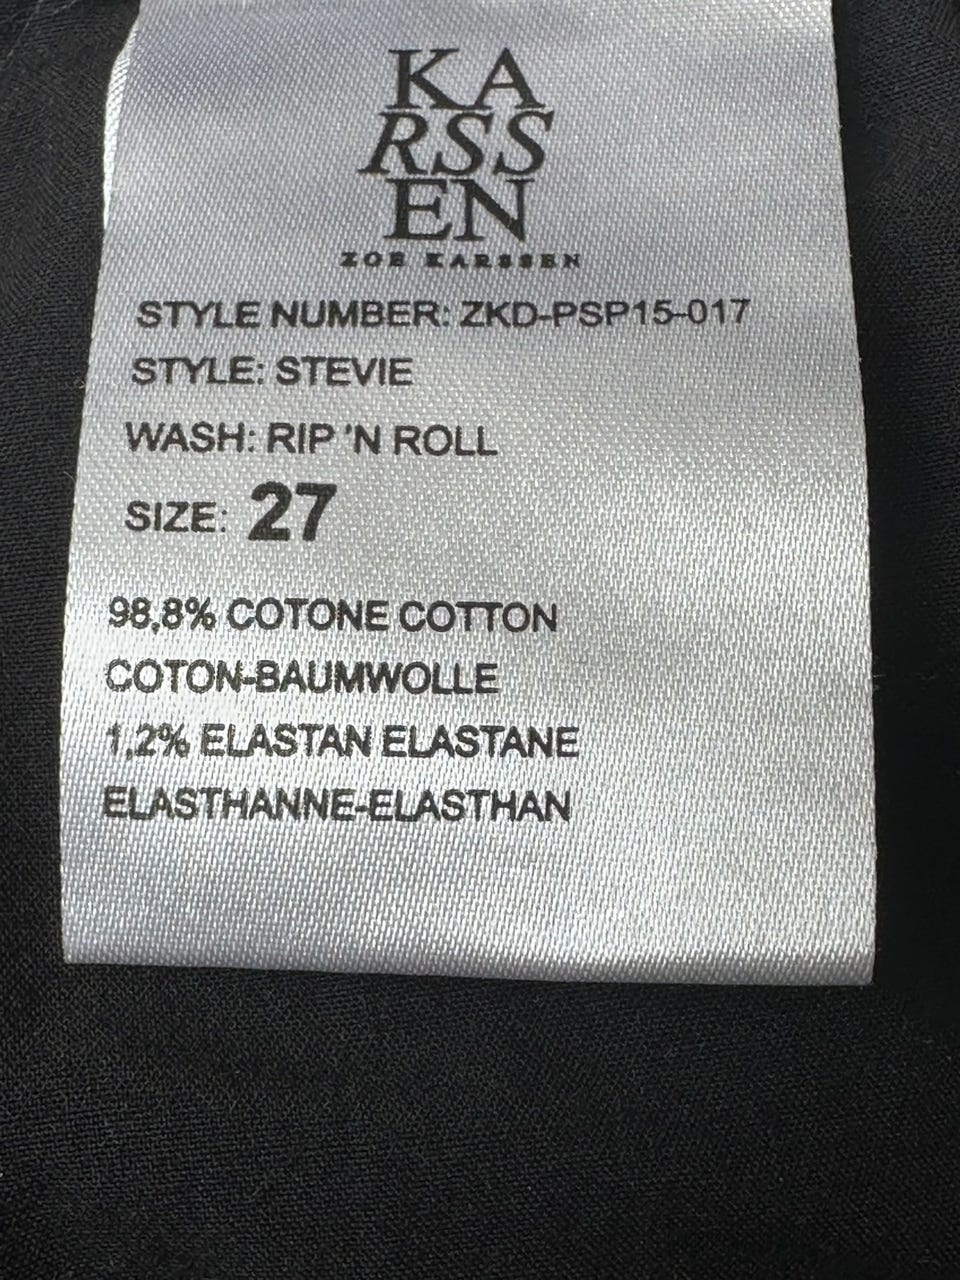 KA
RSS
EN
ZOE KARSSEN
STYLE NUMBER: ZKD-PSP15-017
STYLE: STEVIE
WASH: RIP 'N ROLL
SIZE: 27
98,8% COTONE COTTON
COTON-BAUMWOLLE
1,2% ELASTAN ELASTANE
ELASTHANNE-ELASTHAN